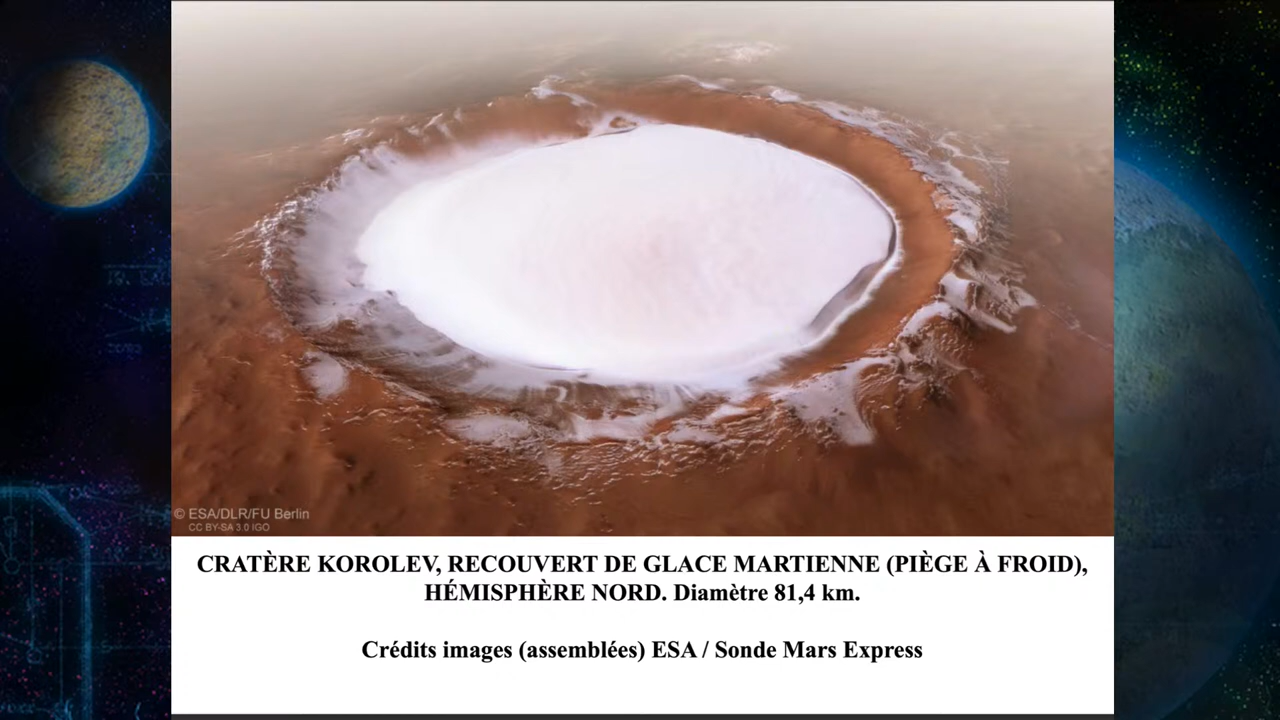 © ESA/DLR/FU Berlin
CC BY-SA 3.0 IGO
CRATÈRE KOROLEV, RECOUVERT DE GLACE MARTIENNE (PIÈGE À FROID),
HÉMISPHÈRE NORD. Diamètre 81,4 km.
Crédits images (assemblées) ESA / Sonde Mars Express